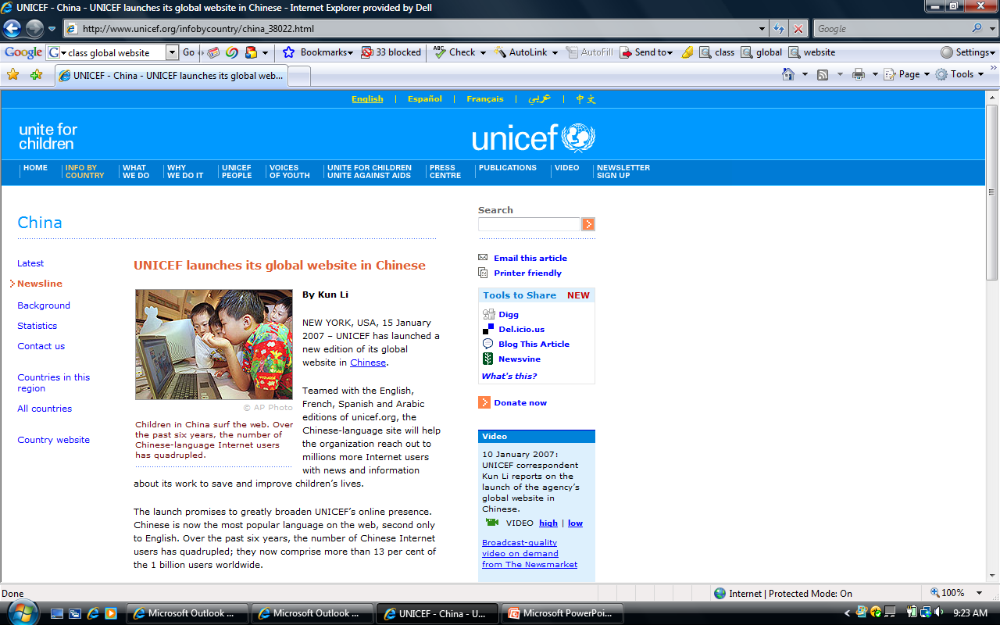 UNICEF - China - UNICEF launches its global website in Chinese - Internet Explorer provided by Dell
http://www.unicef.org/infobycountry/china_38022.html
Google
Google
class global website
Go
Bookmarks
33 blocked
Check
AutoLink
AutoFill
Send to
class
global
website
Settings
UNICEF - China - UNICEF launches its global web...
Page
Tools
English | Español | Français | عربي | 中文
unite for
children
unicef
HOME
INFO BY
COUNTRY
WHAT
WE DO
WHY
WE DO IT
UNICEF
PEOPLE
VOICES
OF YOUTH
UNITE FOR CHILDREN
UNITE AGAINST AIDS
PRESS
CENTRE
PUBLICATIONS
VIDEO
NEWSLETTER
SIGN UP
China
Latest
Newsline
Background
Statistics
Contact us
Countries in this
region
All countries
Country website
UNICEF launches its global website in Chinese
© AP Photo
Children in China surf the web. Over
the past six years, the number of
Chinese-language Internet users
has quadrupled.
By Kun Li
NEW YORK, USA, 15 January
2007 – UNICEF has launched a
new edition of its global
website in Chinese.
Teamed with the English,
French, Spanish and Arabic
editions of unicef.org, the
Chinese-language site will help
the organization reach out to
millions more Internet users
with news and information
about its work to save and improve children's lives.
The launch promises to greatly broaden UNICEF's online presence.
Chinese is now the most popular language on the web, second only
to English. Over the past six years, the number of Chinese Internet
users has quadrupled; they now comprise more than 13 per cent of
the 1 billion users worldwide.
Search
Email this article
Printer friendly
Tools to Share NEW
Digg
Del.icio.us
Blog This Article
Newsvine
What's this?
Donate now
Video
10 January 2007:
UNICEF correspondent
Kun Li reports on the
launch of the agency's
global website in
Chinese.
VIDEO high | low
Broadcast-quality
video on demand
from The Newsmarket
Done
Internet | Protected Mode: On
100%
Microsoft Outlook ...
Microsoft Outlook ...
UNICEF - China - U...
Microsoft PowerPoi...
9:23 AM